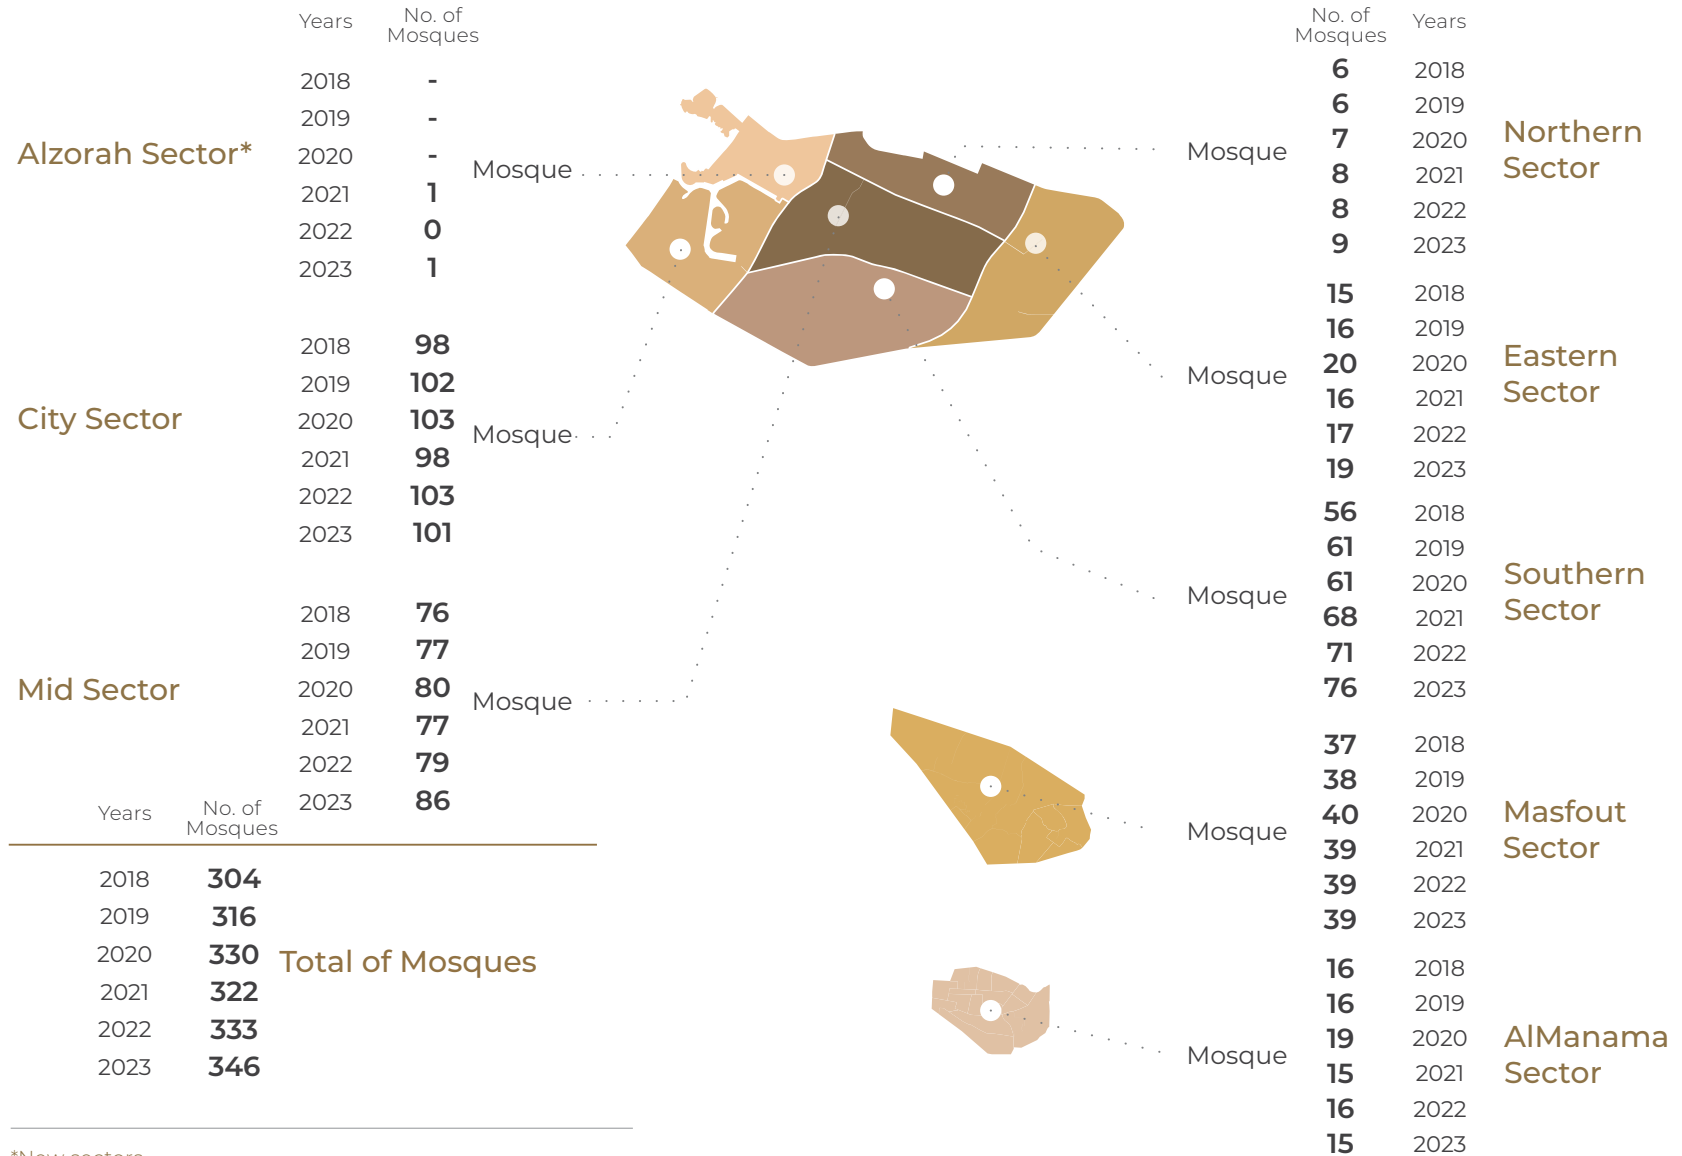 Years No. of
Mosques
Alzorah Sector*
2018 -
2019 -
2020 -
2021 1
2022 0
2023 1
Mosque
City Sector
2018 98
2019 102
2020 103
2021 98
2022 103
2023 101
Mosque
Mid Sector
2018 76
2019 77
2020 80
2021 77
2022 79
2023 86
Mosque
Years No. of
Mosques
2018 304
2019 316
2020 330
2021 322
2022 333
2023 346
Total of Mosques
*New sectors
No. of Years
Mosques
Mosque
6 2018
6 2019
7 2020
8 2021
8 2022
9 2023
Northern
Sector
Mosque
15 2018
16 2019
20 2020
16 2021
17 2022
19 2023
Eastern
Sector
Mosque
56 2018
61 2019
61 2020
68 2021
71 2022
76 2023
Southern
Sector
Mosque
37 2018
38 2019
40 2020
39 2021
39 2022
39 2023
Masfout
Sector
Mosque
16 2018
16 2019
19 2020
15 2021
16 2022
15 2023
AlManama
Sector